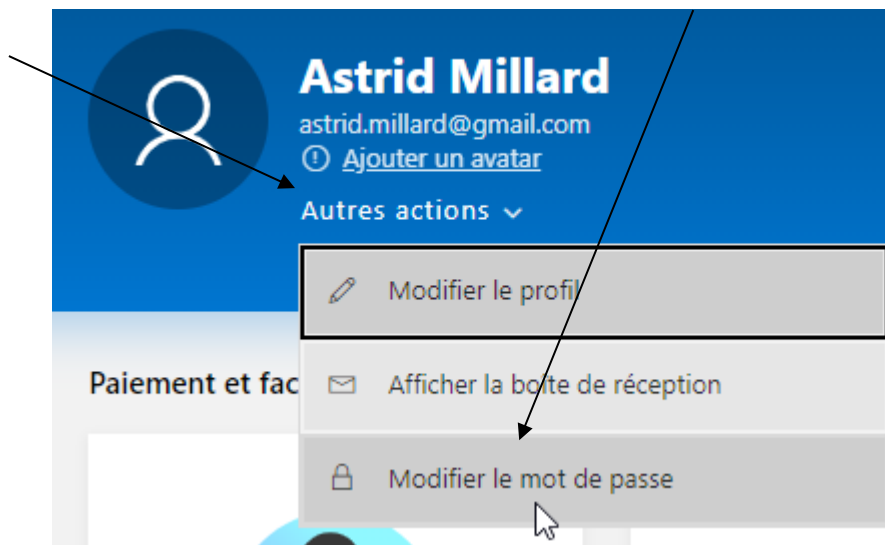 Astrid Millard
astrid.millard@gmail.com
Ajouter un avatar
Autres actions
Modifier le profil
Paiement et fac
Afficher la boîte de réception
Modifier le mot de passe